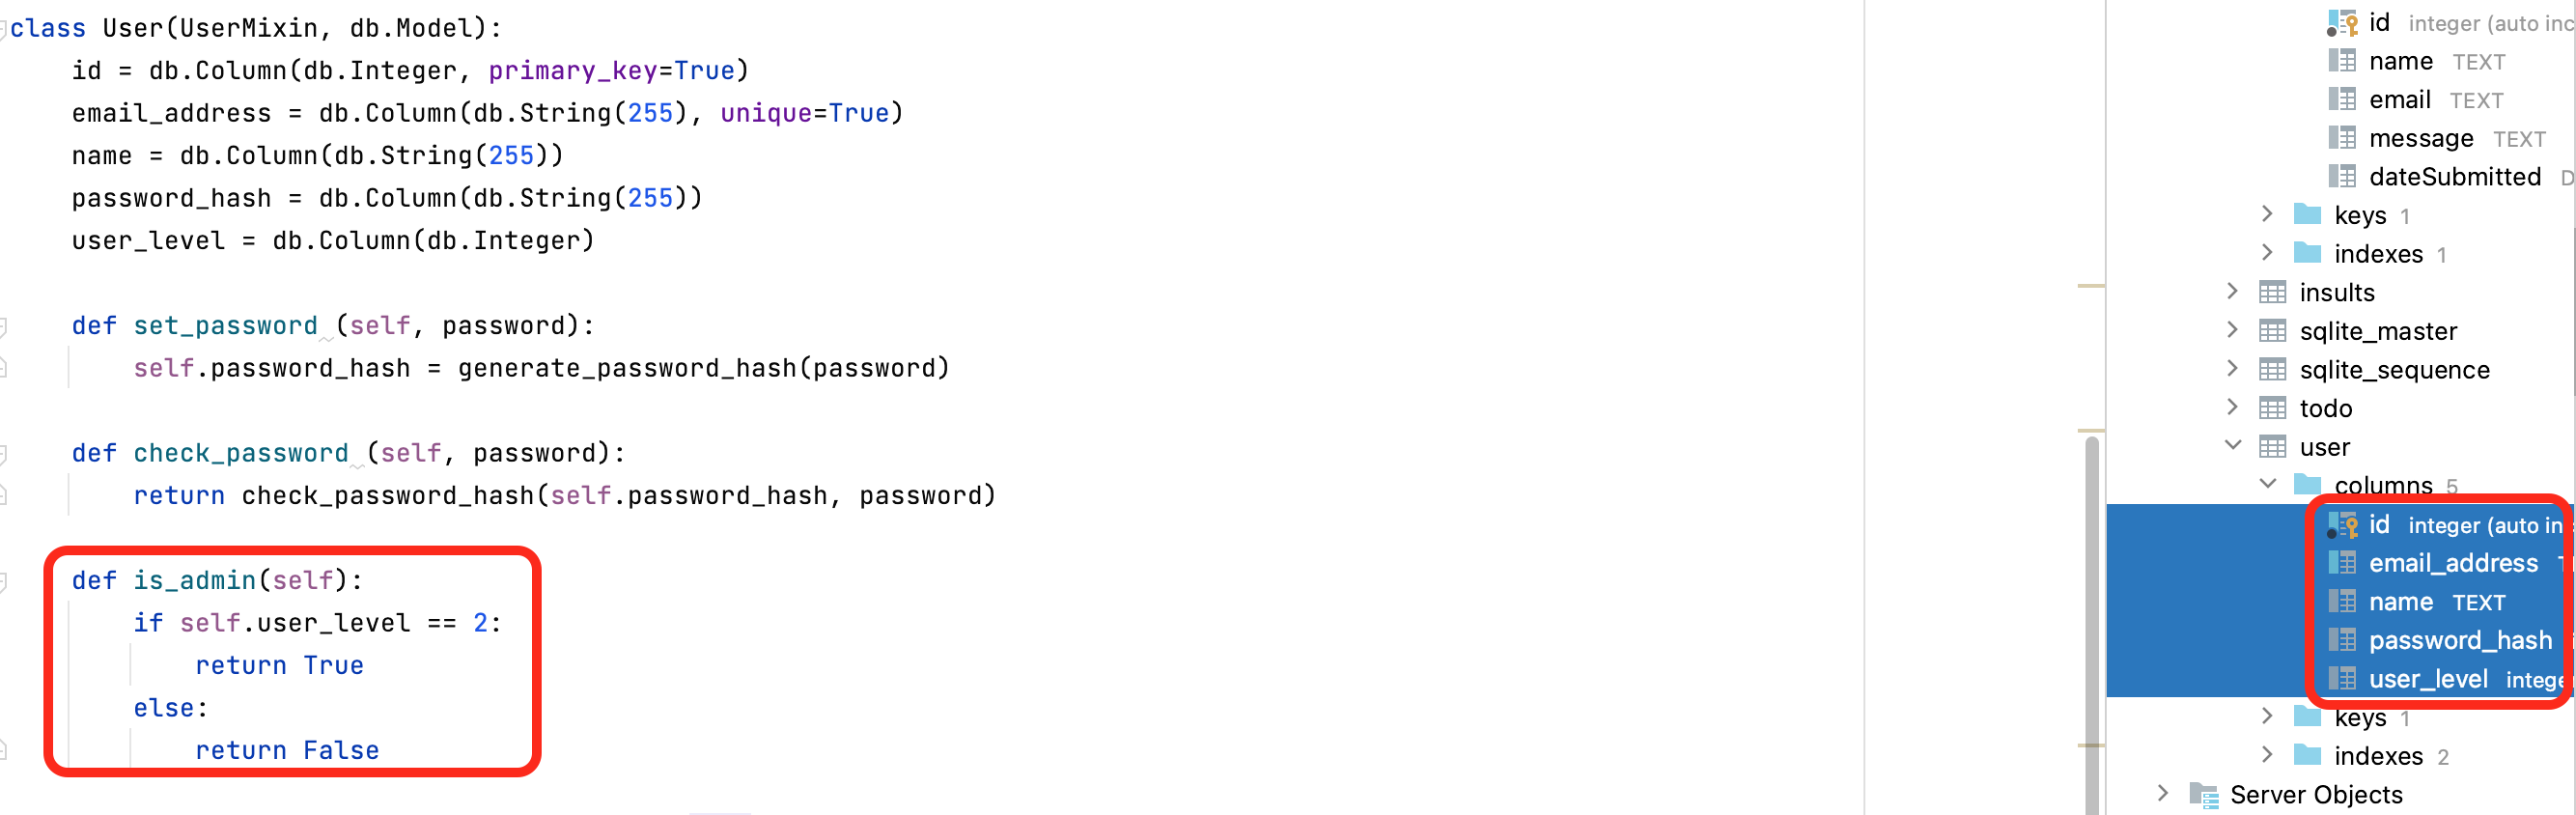 class User(UserMixin, db.Model):
    id = db.Column(db.Integer, primary_key=True)
    email_address = db.Column(db.String(255), unique=True)
    name = db.Column(db.String(255))
    password_hash = db.Column(db.String(255))
    user_level = db.Column(db.Integer)
    def set_password (self, password):
        self.password_hash = generate_password_hash(password)
    def check_password (self, password):
        return check_password_hash(self.password_hash, password)
    def is_admin(self):
        if self.user_level == 2:
            return True
        else:
            return False
id integer (auto inc
name TEXT
email TEXT
message TEXT
dateSubmitted D
keys 1
indexes 1
insults
sqlite_master
sqlite_sequence
todo
user
columns 5
id integer (auto in
email_address T
name TEXT
password_hash
user_level intege
keys 1
indexes 2
Server Objects